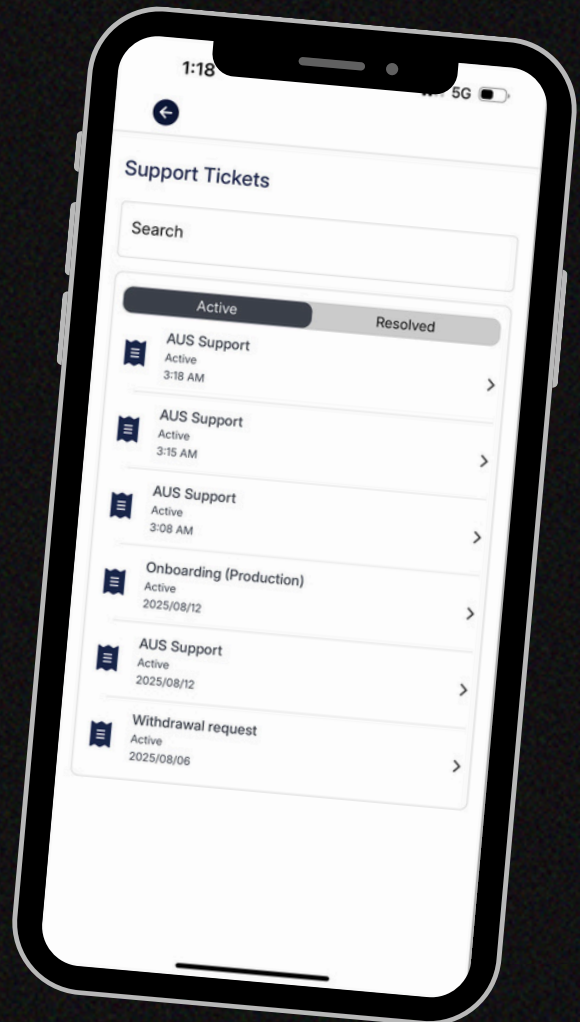 1:18
5G
Support Tickets
Search
Active
Resolved
AUS Support
Active
3:18 AM
AUS Support
Active
3:15 AM
AUS Support
Active
3:08 AM
Onboarding (Production)
Active
2025/08/12
AUS Support
Active
2025/08/12
Withdrawal request
Active
2025/08/06